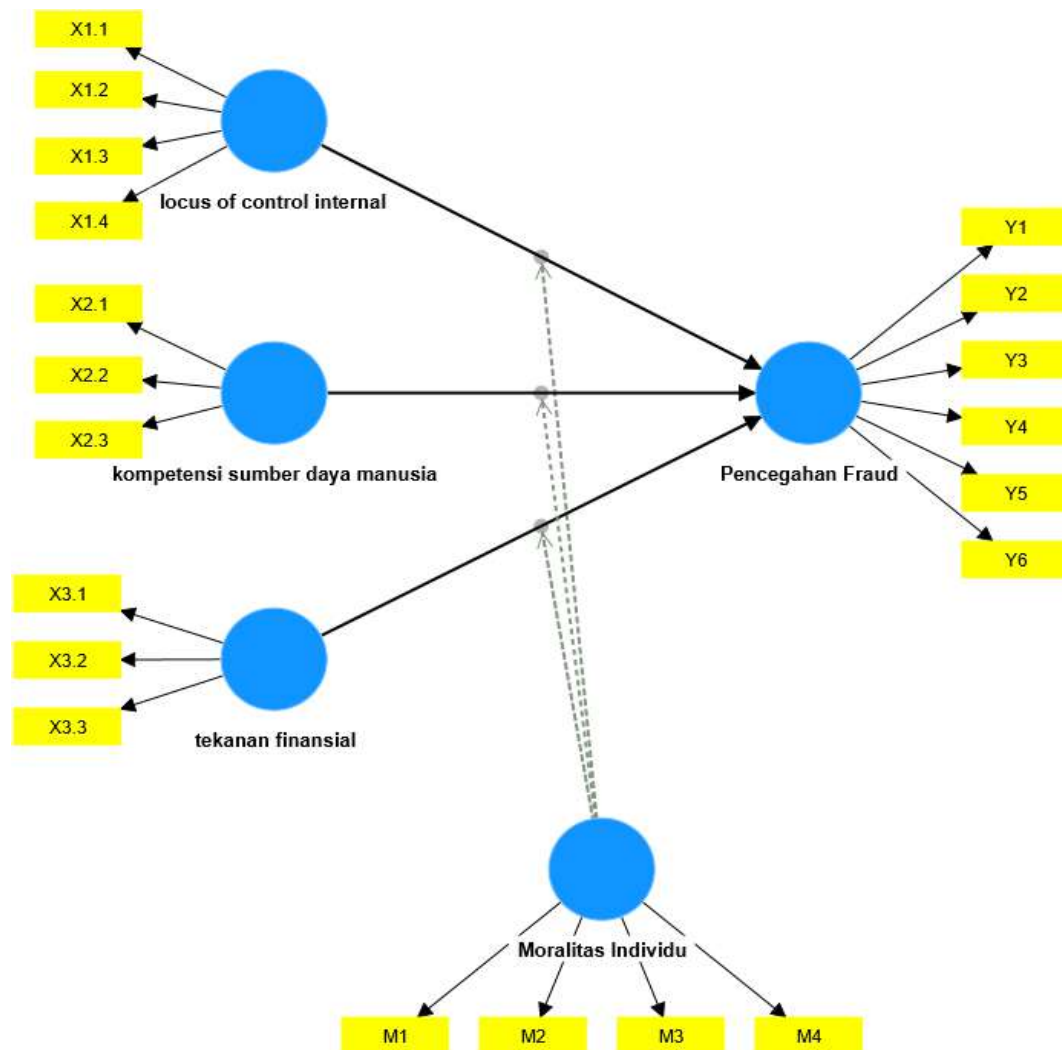 X1.1
X1.2
X1.3
X1.4
locus of control internal
X2.1
X2.2
X2.3
kompetensi sumber daya manusia
X3.1
X3.2
X3.3
tekanan finansial
Y1
Y2
Y3
Y4
Y5
Y6
Pencegahan Fraud
Moralitas Individu
M1
M2
M3
M4